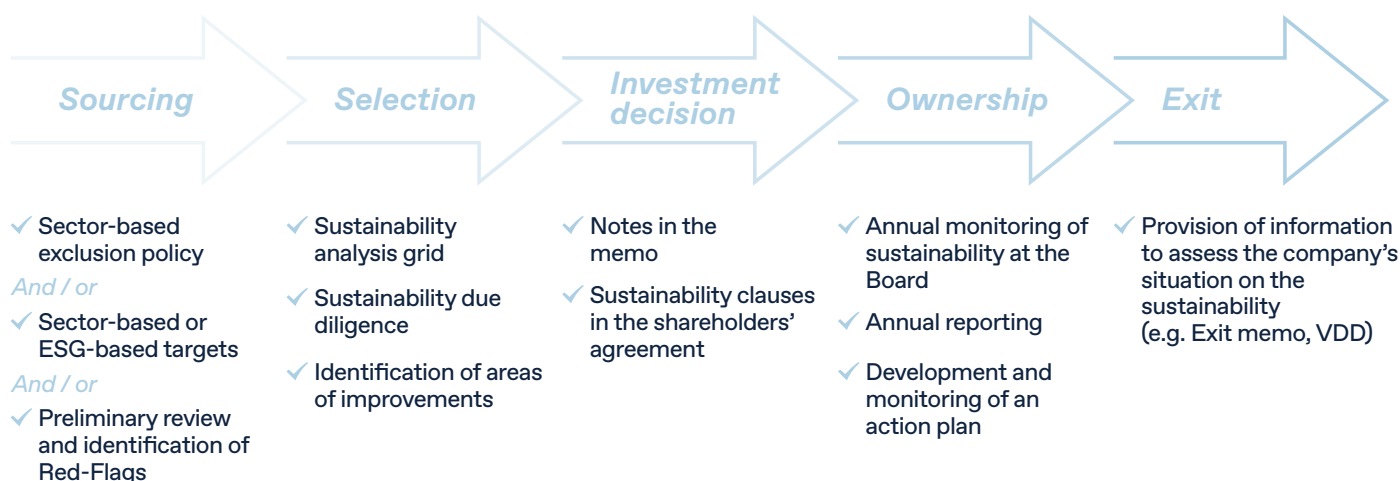 Sourcing
Selection
Investment
decision
Ownership
Exit
Sector-based
exclusion policy
And / or
Sector-based or
ESG-based targets
And / or
Preliminary review
and identification of
Red-Flags
Sustainability
analysis grid
Sustainability due
diligence
Identification of areas
of improvements
Notes in the
memo
Sustainability clauses
in the shareholders’
agreement
Annual monitoring of
sustainability at the
Board
Annual reporting
Development and
monitoring of an
action plan
Provision of information
to assess the company’s
situation on the
sustainability
(e.g. Exit memo, VDD)